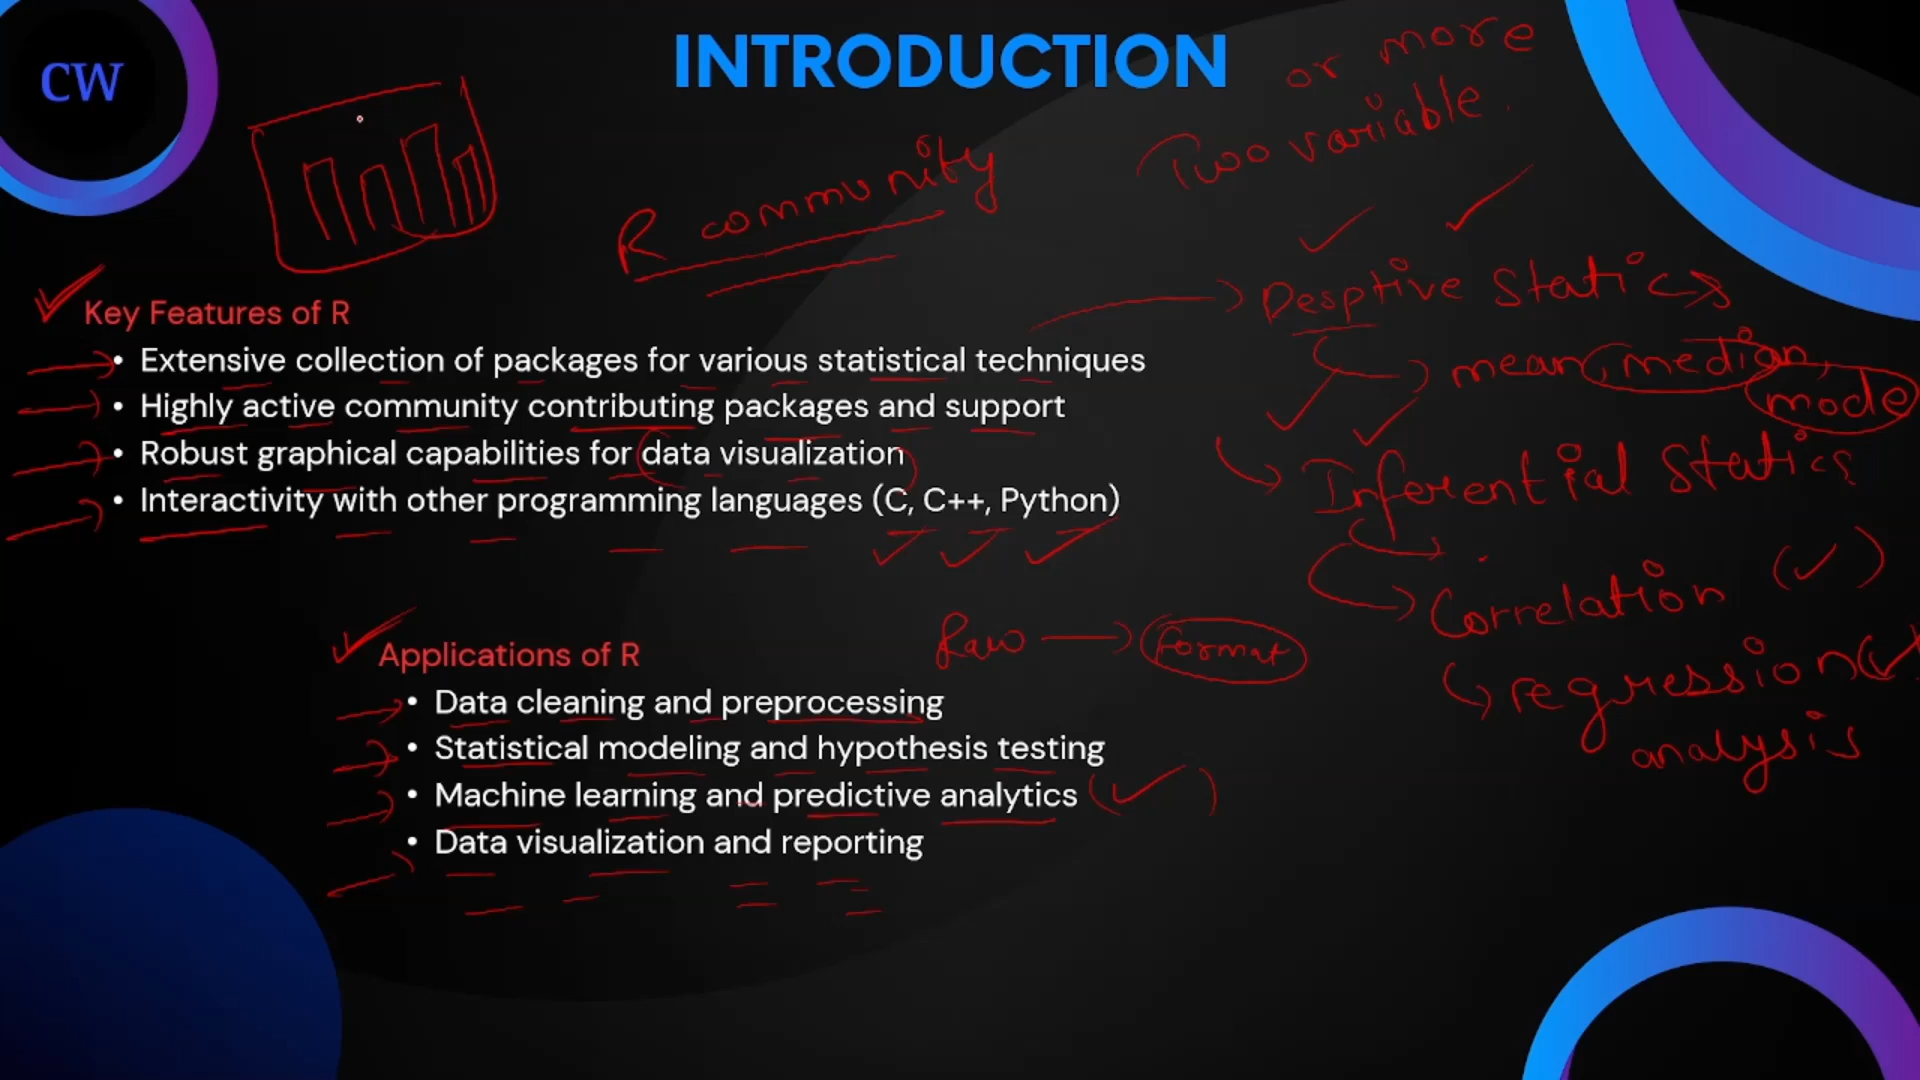 CW
INTRODUCTION
or more
Two variable.
R community
Key Features of R
• Extensive collection of packages for various statistical techniques
• Highly active community contributing packages and support
• Robust graphical capabilities for data visualization
• Interactivity with other programming languages (C, C++, Python)
Desptive Statics
mean, median,
mode
Inferential Statics
Correlation
regression
analysis
Raw → Format
Applications of R
• Data cleaning and preprocessing
• Statistical modeling and hypothesis testing
• Machine learning and predictive analytics
• Data visualization and reporting